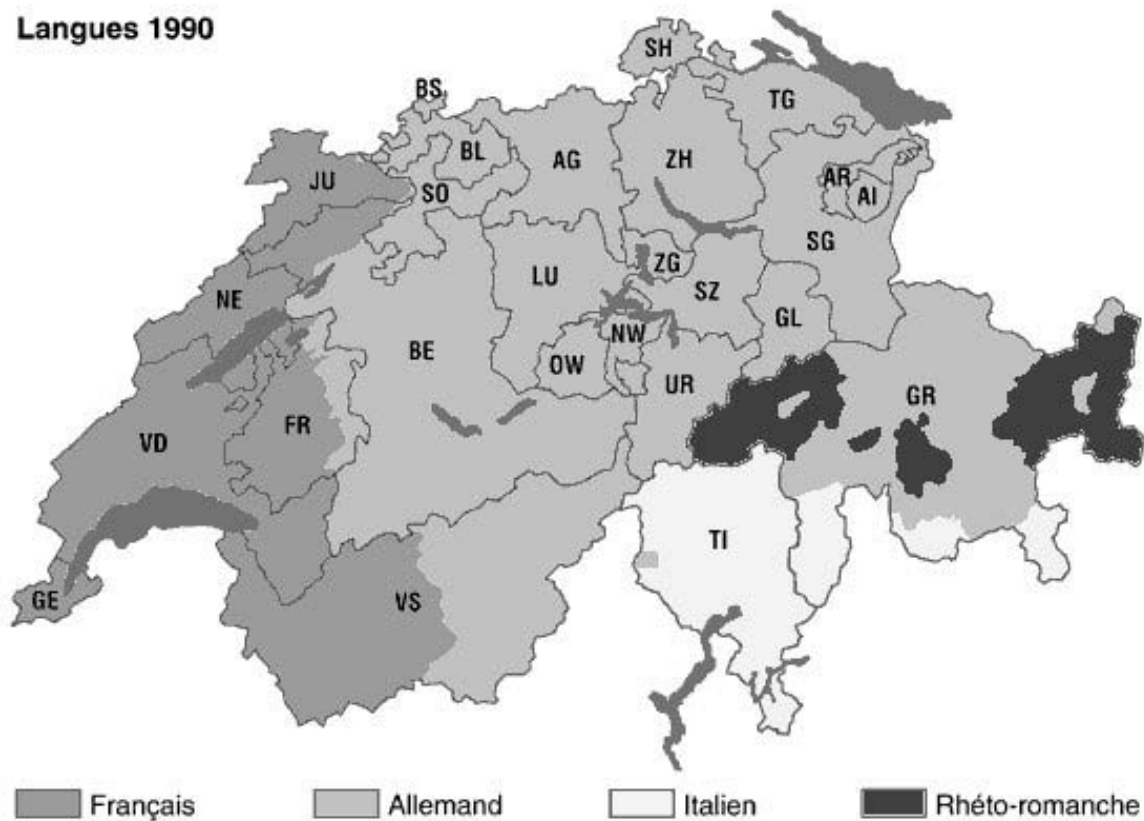 Langues 1990
SH
BS
TG
BL
AG
ZH
JU
AR
SO
AI
SG
ZG
LU
SZ
NE
GL
NW
BE
OW
UR
GR
FR
VD
TI
GE
VS
Français
Allemand
Italien
Rhéto-romanche